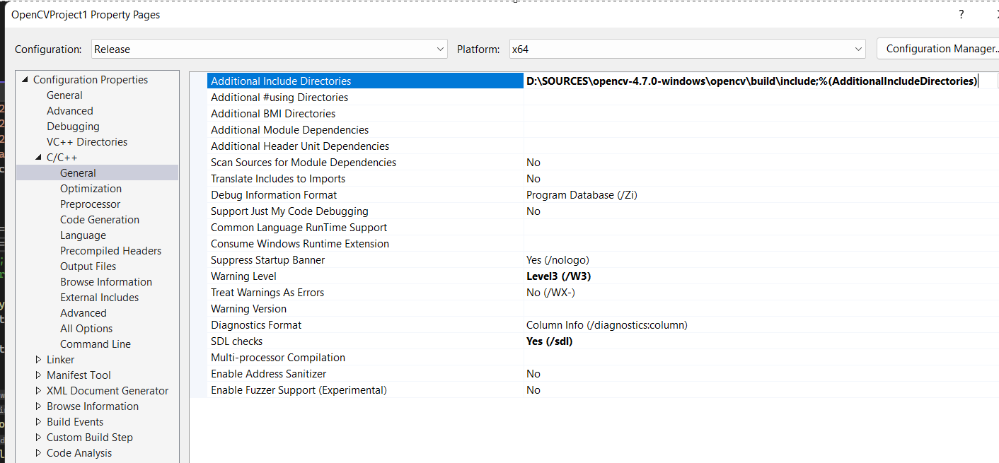 OpenCVProject1 Property Pages ?
Configuration: Release Platform: x64 Configuration Manager...
Configuration Properties
General
Advanced
Debugging
VC++ Directories
C/C++
General
Optimization
Preprocessor
Code Generation
Language
Precompiled Headers
Output Files
Browse Information
External Includes
Advanced
All Options
Command Line
Linker
Manifest Tool
XML Document Generator
Browse Information
Build Events
Custom Build Step
Code Analysis
Additional Include Directories D:\SOURCES\opencv-4.7.0-windows\opencv\build\include;%(AdditionalIncludeDirectories)
Additional #using Directories
Additional BMI Directories
Additional Module Dependencies
Additional Header Unit Dependencies
Scan Sources for Module Dependencies No
Translate Includes to Imports No
Debug Information Format Program Database (/Zi)
Support Just My Code Debugging No
Common Language RunTime Support
Consume Windows Runtime Extension
Suppress Startup Banner Yes (/nologo)
Warning Level Level3 (/W3)
Treat Warnings As Errors No (/WX-)
Warning Version
Diagnostics Format Column Info (/diagnostics:column)
SDL checks Yes (/sdl)
Multi-processor Compilation
Enable Address Sanitizer No
Enable Fuzzer Support (Experimental) No